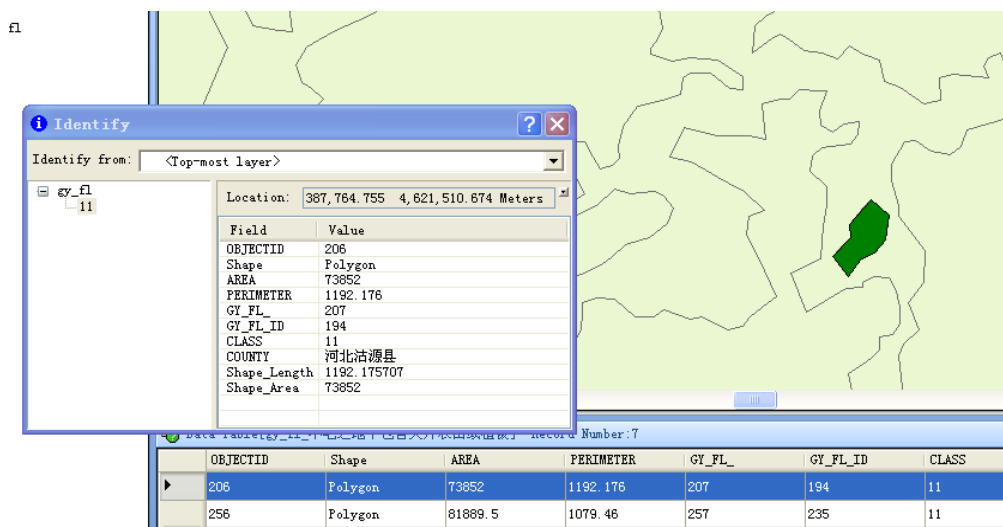 fl
Identify
Identify from: <Top-most layer>
gy_fl
11
Location: 387,764.755 4,621,510.674 Meters
Field Value
OBJECTID 206
Shape Polygon
AREA 73852
PERIMETER 1192.176
GY_FL_ 207
GY_FL_ID 194
CLASS 11
COUNTY 河北沽源县
Shape_Length 1192.175707
Shape_Area 73852
Record Number:7
OBJECTID Shape AREA PERIMETER GY_FL_ GY_FL_ID CLASS
206 Polygon 73852 1192.176 207 194 11
256 Polygon 81889.5 1079.46 257 235 11